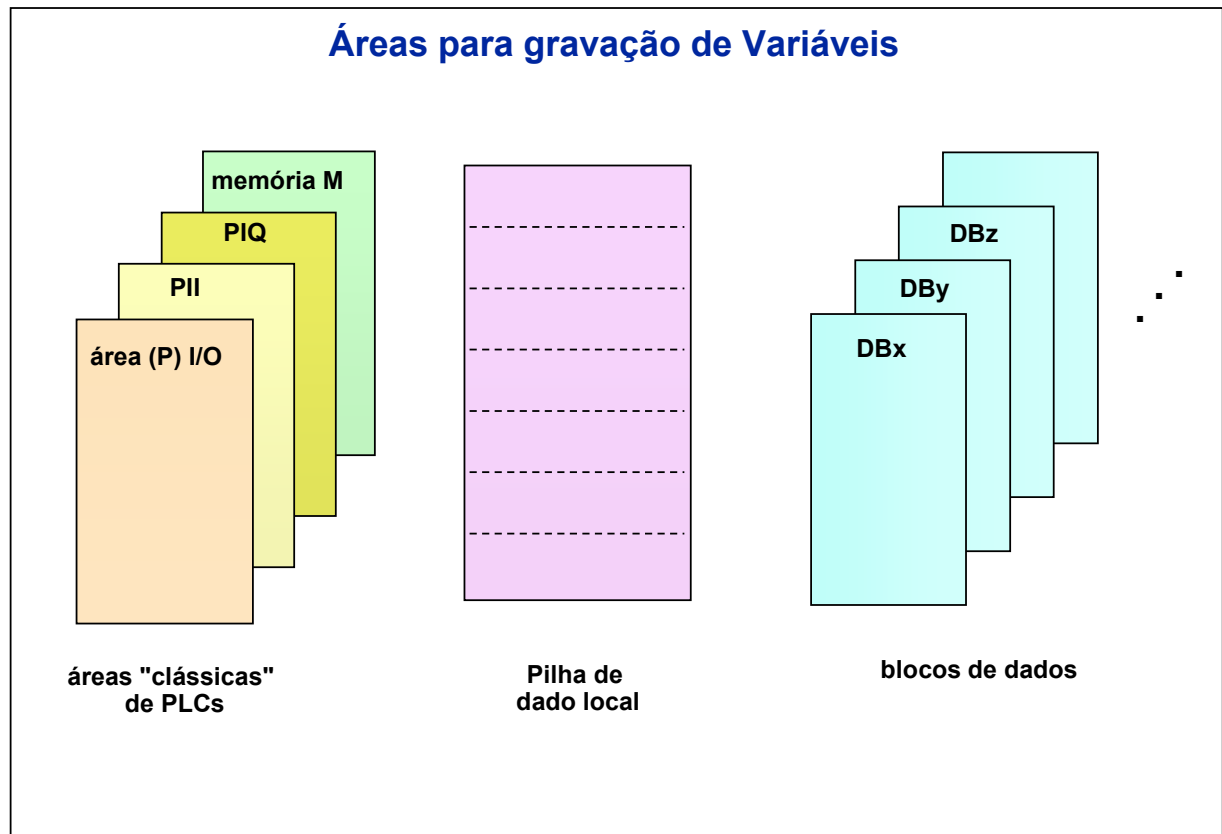 Áreas para gravação de Variáveis
memória M
PIQ
PII
área (P) I/O
DBz
DBy
DBx
áreas "clássicas"
de PLCs
Pilha de
dado local
blocos de dados